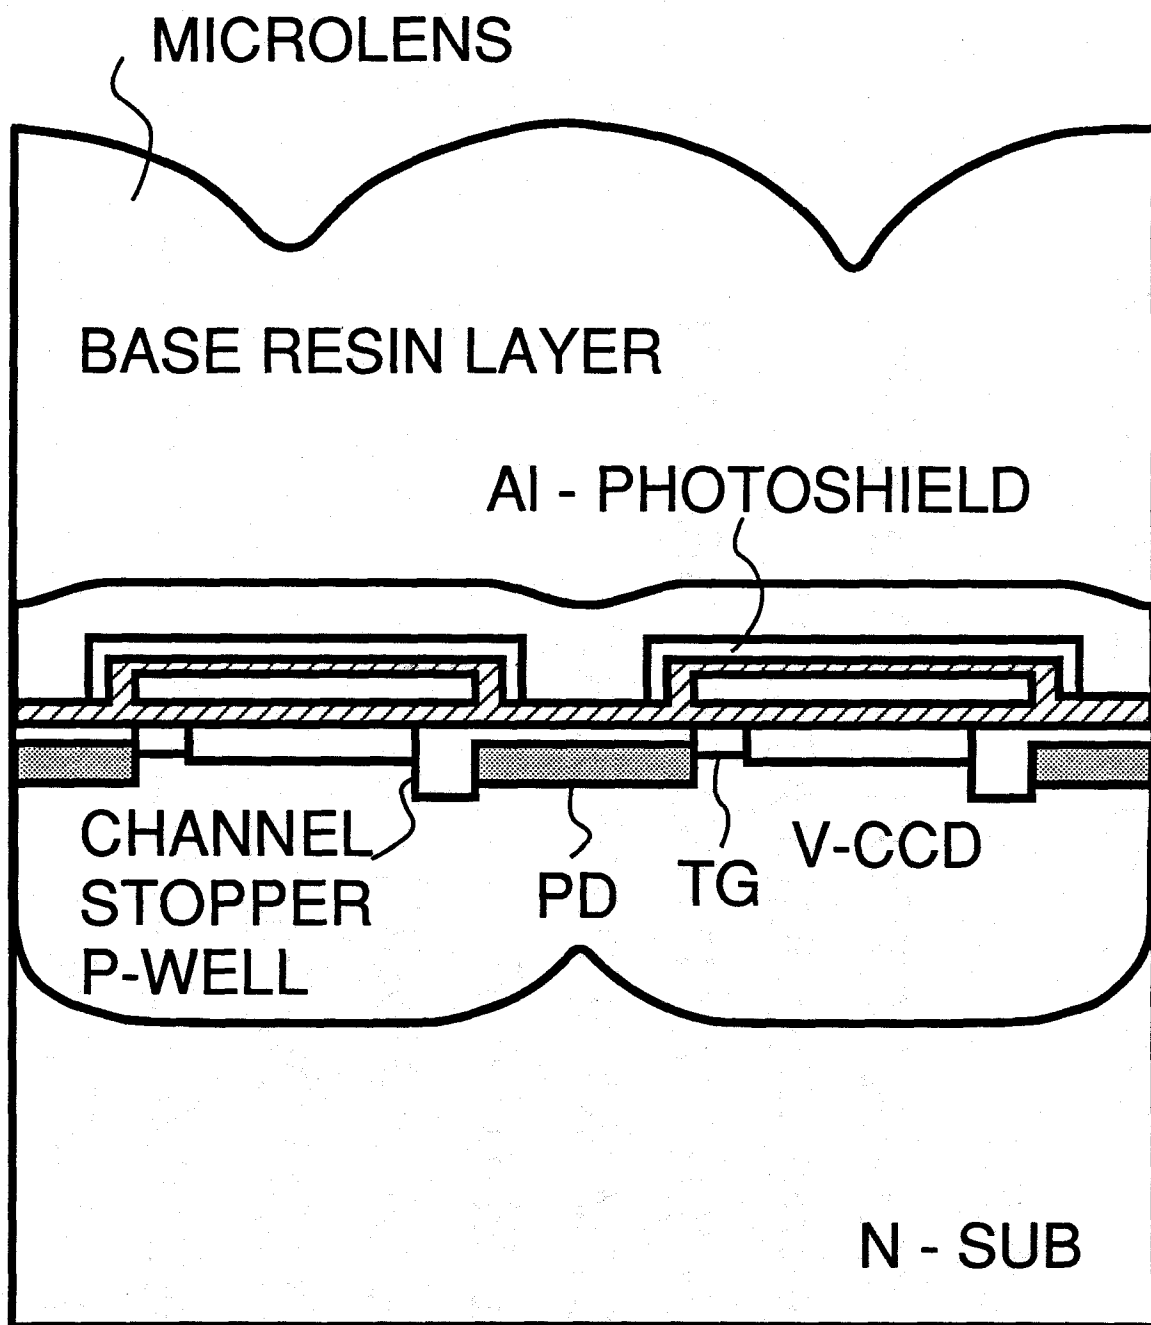 MICROLENS
BASE RESIN LAYER
Al - PHOTOSHIELD
CHANNEL
STOPPER
P-WELL
PD
TG
V-CCD
N - SUB